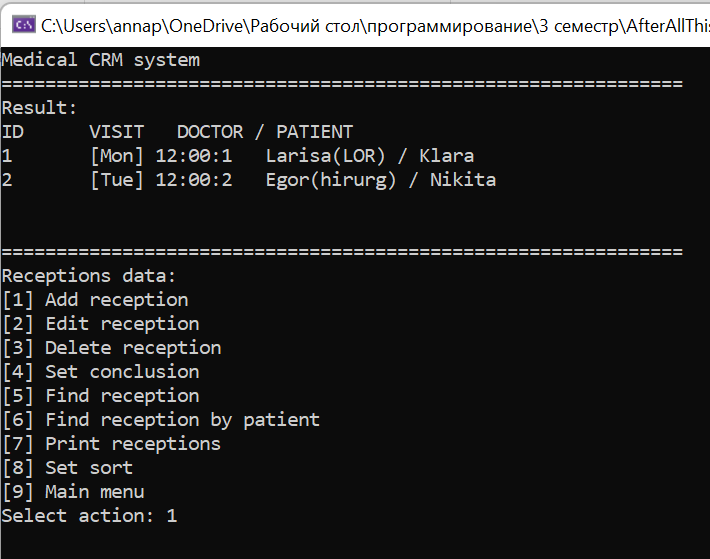 C:\Users\annap\OneDrive\Рабочий стол\программирование\3 семестр\AfterAllThis
Medical CRM system
==============================================================
Result:
ID      VISIT   DOCTOR / PATIENT
1       [Mon] 12:00:1   Larisa(LOR) / Klara
2       [Tue] 12:00:2   Egor(hirurg) / Nikita
==============================================================
Receptions data:
[1] Add reception
[2] Edit reception
[3] Delete reception
[4] Set conclusion
[5] Find reception
[6] Find reception by patient
[7] Print receptions
[8] Set sort
[9] Main menu
Select action: 1